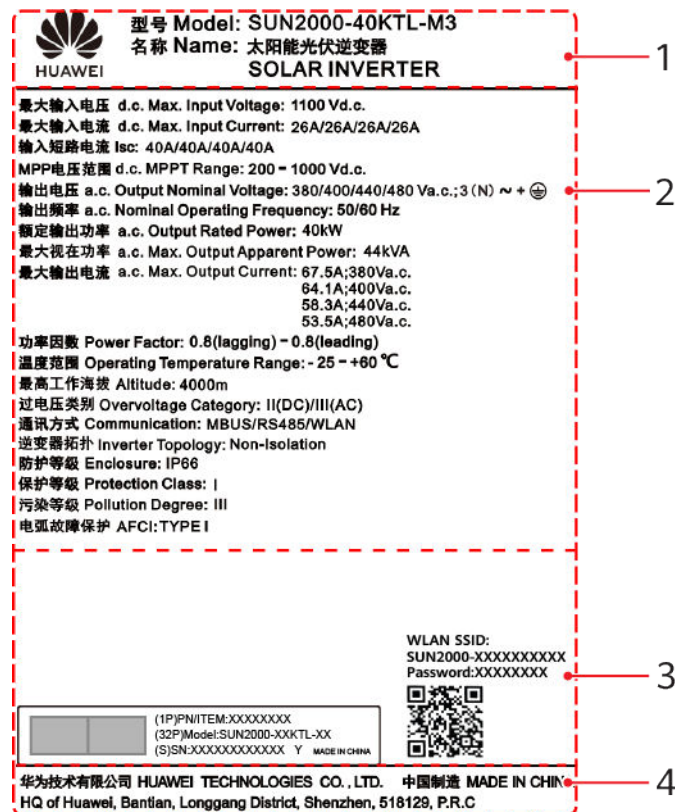 型号 Model: SUN2000-40KTL-M3
名称 Name: 太阳能光伏逆变器
HUAWEI
SOLAR INVERTER
1
最大输入电压 d.c. Max. Input Voltage: 1100 Vd.c.
最大输入电流 d.c. Max. Input Current: 26A/26A/26A/26A
输入短路电流 Isc: 40A/40A/40A/40A
MPP电压范围 d.c. MPPT Range: 200 - 1000 Vd.c.
输出电压 a.c. Output Nominal Voltage: 380/400/440/480 Va.c.;3(N) ~ + ⏚
2
输出频率 a.c. Nominal Operating Frequency: 50/60 Hz
额定输出功率 a.c. Output Rated Power: 40kW
最大视在功率 a.c. Max. Output Apparent Power: 44kVA
最大输出电流 a.c. Max. Output Current: 67.5A;380Va.c.
64.1A;400Va.c.
58.3A;440Va.c.
53.5A;480Va.c.
功率因数 Power Factor: 0.8(lagging) - 0.8(leading)
温度范围 Operating Temperature Range: - 25 - +60 ℃
最高工作海拔 Altitude: 4000m
过电压类别 Overvoltage Category: II(DC)/III(AC)
通讯方式 Communication: MBUS/RS485/WLAN
逆变器拓扑 Inverter Topology: Non-Isolation
防护等级 Enclosure: IP66
保护等级 Protection Class: I
污染等级 Pollution Degree: III
电弧故障保护 AFCI:TYPE I
WLAN SSID:
SUN2000-XXXXXXXXXX
Password:XXXXXXXX
3
(1P)PN/ITEM:XXXXXXXX
(32P)Model:SUN2000-XXKTL-XX
(S)SN:XXXXXXXXXXXX Y MADE IN CHINA
华为技术有限公司 HUAWEI TECHNOLOGIES CO., LTD. 中国制造 MADE IN CHIN
4
HQ of Huawei, Bantian, Longgang District, Shenzhen, 518129, P.R.C